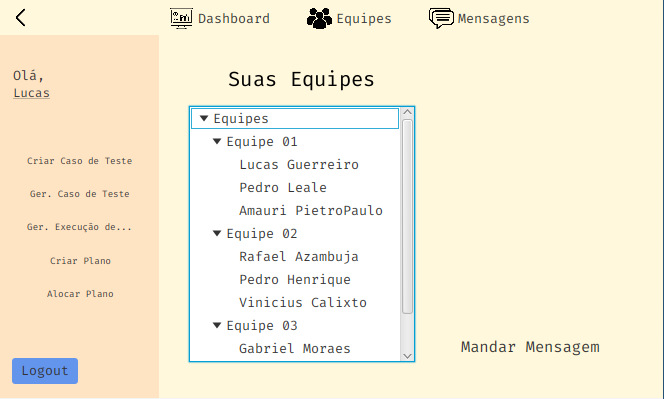 Dashboard Equipes Mensagens
Olá,
Lucas
Criar Caso de Teste
Ger. Caso de Teste
Ger. Execução de...
Criar Plano
Alocar Plano
Logout
Suas Equipes
Equipes
Equipe 01
Lucas Guerreiro
Pedro Leale
Amauri PietroPaulo
Equipe 02
Rafael Azambuja
Pedro Henrique
Vinicius Calixto
Equipe 03
Gabriel Moraes
Mandar Mensagem